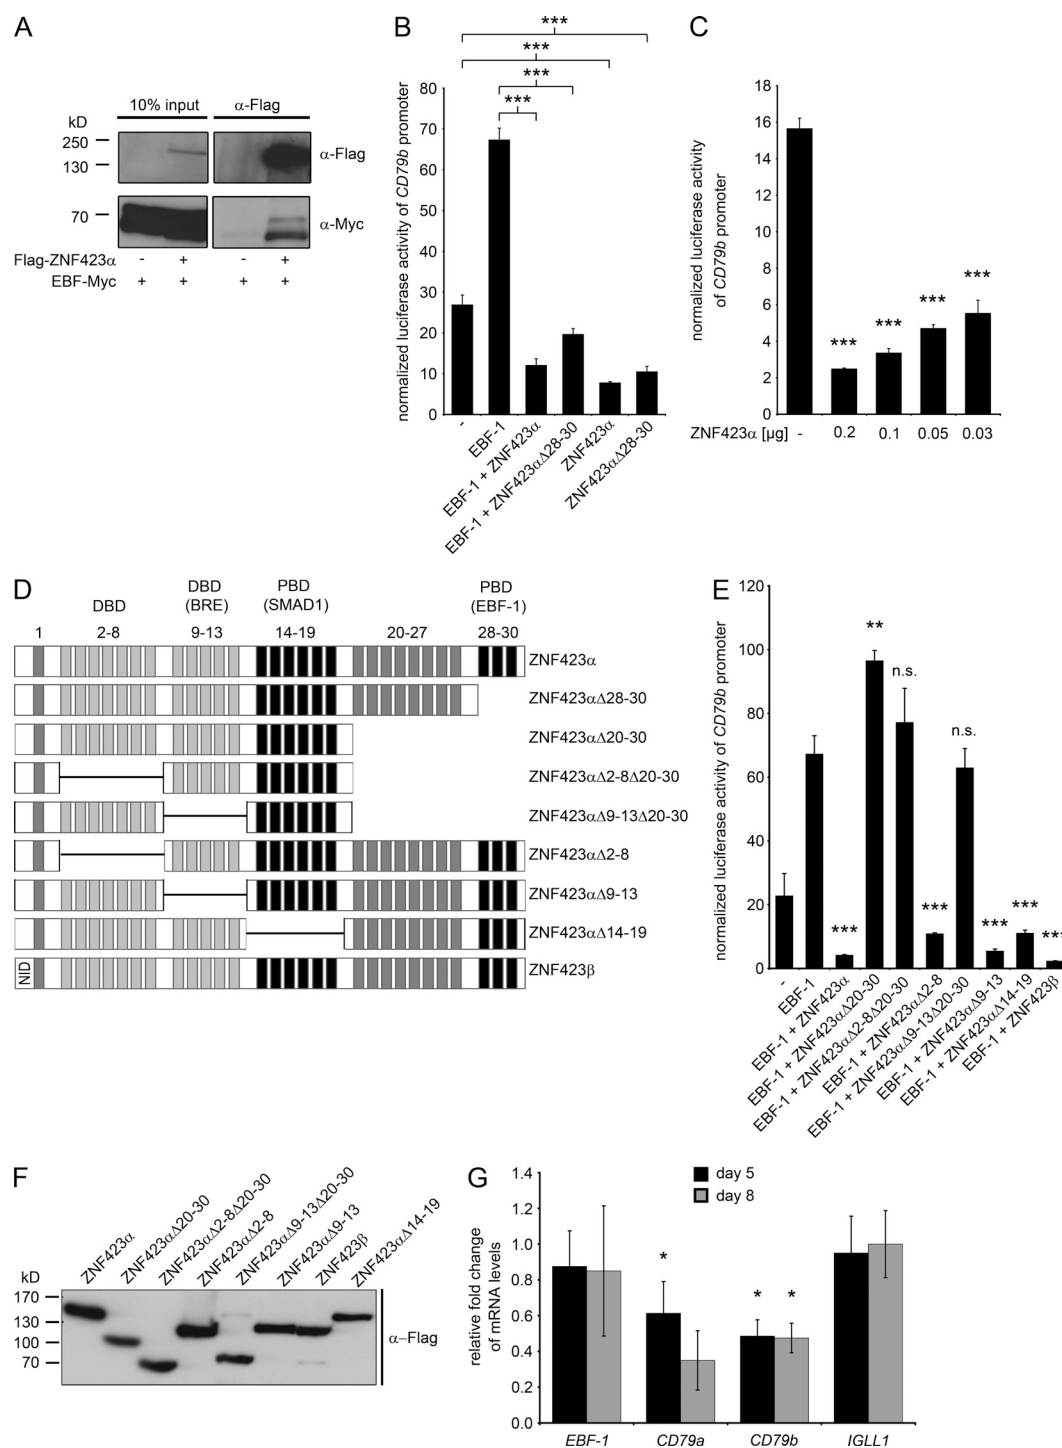 A
10% input
α-Flag
kD
250
130
α-Flag
70
α-Myc
Flag-ZNF423α - + - +
EBF-Myc + + + +
B
***
***
***
***
normalized luciferase activity of CD79b promoter
80
70
60
50
40
30
20
10
0
-
EBF-1
EBF-1 + ZNF423α
EBF-1 + ZNF423αΔ28-30
ZNF423α
ZNF423αΔ28-30
C
normalized luciferase activity
of CD79b promoter
18
16
14
12
10
8
6
4
2
0
***
***
***
***
ZNF423α [µg] - 0.2 0.1 0.05 0.03
D
DBD
DBD
(BRE)
PBD
(SMAD1)
PBD
(EBF-1)
1 2-8 9-13 14-19 20-27 28-30
ZNF423α
ZNF423αΔ28-30
ZNF423αΔ20-30
ZNF423αΔ2-8Δ20-30
ZNF423αΔ9-13Δ20-30
ZNF423αΔ2-8
ZNF423αΔ9-13
ZNF423αΔ14-19
NID
ZNF423β
E
normalized luciferase activity of CD79b promoter
120
100
80
60
40
20
0
***
**
n.s.
***
n.s.
***
***
***
-
EBF-1
EBF-1 + ZNF423α
EBF-1 + ZNF423αΔ20-30
EBF-1 + ZNF423αΔ2-8Δ20-30
EBF-1 + ZNF423αΔ2-8
EBF-1 + ZNF423αΔ9-13Δ20-30
EBF-1 + ZNF423αΔ9-13
EBF-1 + ZNF423αΔ14-19
EBF-1 + ZNF423β
F
ZNF423α
ZNF423αΔ20-30
ZNF423αΔ2-8Δ20-30
ZNF423αΔ2-8
ZNF423αΔ9-13Δ20-30
ZNF423αΔ9-13
ZNF423β
ZNF423αΔ14-19
kD
170
130
100
70
α–Flag
G
relative fold change
of mRNA levels
1.4
1.2
1.0
0.8
0.6
0.4
0.2
0.0
day 5
day 8
*
*
*
EBF-1
CD79a
CD79b
IGLL1